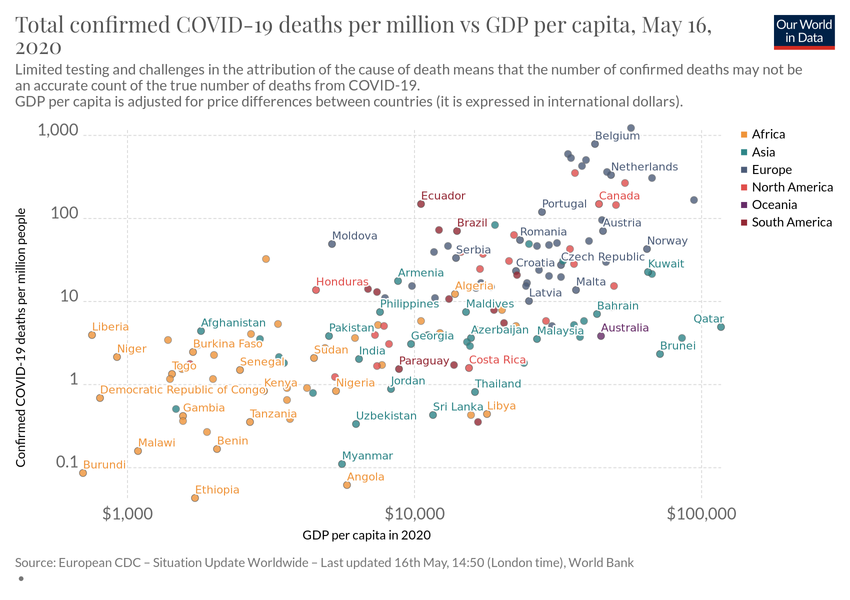 Total confirmed COVID-19 deaths per million vs GDP per capita, May 16,
2020
Our World
in Data
Limited testing and challenges in the attribution of the cause of death means that the number of confirmed deaths may not be
an accurate count of the true number of deaths from COVID-19.
GDP per capita is adjusted for price differences between countries (it is expressed in international dollars).
Confirmed COVID-19 deaths per million people
1,000
100
10
1
0.1
Belgium
Netherlands
Ecuador
Canada
Portugal
Brazil
Austria
Moldova
Romania
Serbia
Norway
Croatia
Czech Republic
Kuwait
Armenia
Honduras
Algeria
Malta
Latvia
Philippines
Maldives
Bahrain
Qatar
Liberia
Afghanistan
Pakistan
Georgia
Azerbaijan
Malaysia
Australia
Niger
Burkina Faso
Sudan
India
Brunei
Togo
Senegal
Paraguay
Costa Rica
Democratic Republic of Congo
Kenya
Nigeria
Jordan
Thailand
Gambia
Tanzania
Uzbekistan
Sri Lanka
Libya
Malawi
Benin
Burundi
Myanmar
Ethiopia
Angola
$1,000
$10,000
$100,000
GDP per capita in 2020
Africa
Asia
Europe
North America
Oceania
South America
Source: European CDC – Situation Update Worldwide – Last updated 16th May, 14:50 (London time), World Bank